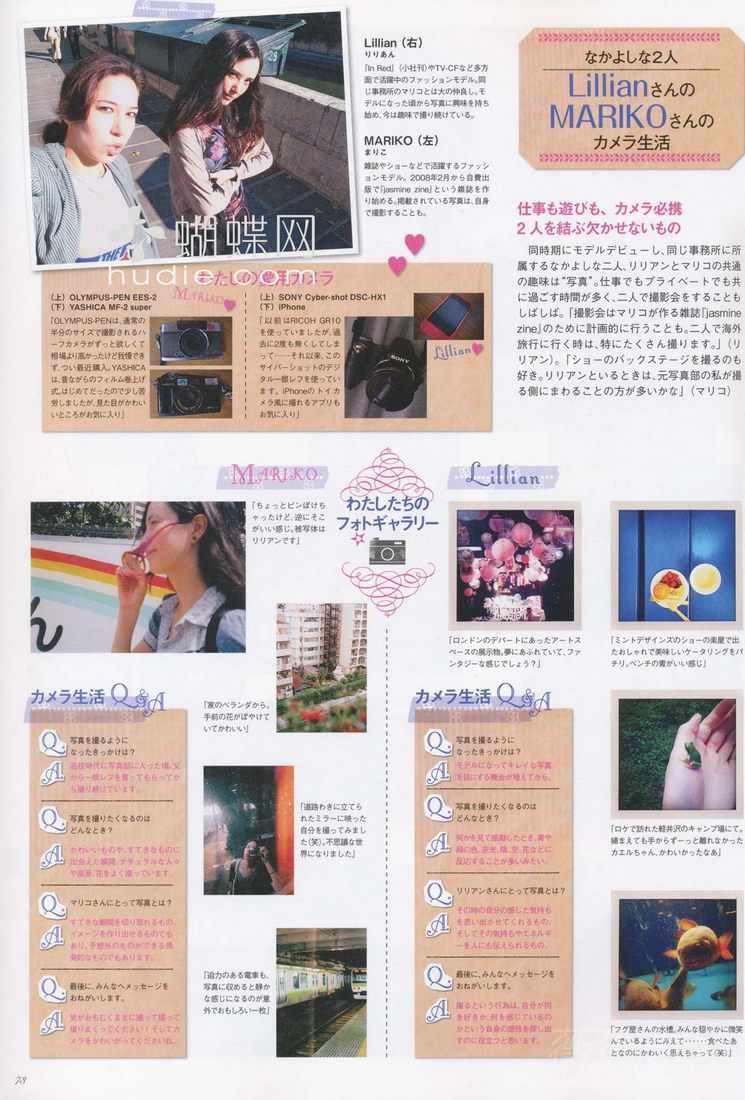 Lillian（右）
りりあん
「In Red」（小社刊）やTV-CFなど多方
面で活躍中のファッションモデル。同
じ事務所のマリコとは大の仲良し。モ
デルになった頃から写真に興味を持ち
始め、今は趣味で撮り続けている。
MARIKO（左）
まりこ
雑誌やショーなどで活躍するファッシ
ョンモデル。2008年2月から自費出
版で「jasmine zine」という雑誌を作
り始める。掲載されている写真は、自身
で撮影することも。
なかよしな2人
Lillianさんの
MARIKOさんの
カメラ生活
仕事も遊びも、カメラ必携
2人を結ぶ欠かせないもの
同時期にモデルデビューし、同じ事務所に所
属するなかよしな二人、リリアンとマリコの共通
の趣味は“写真”。仕事でもプライベートでも共
に過ごす時間が多く、二人で撮影会をすることも
しばしば。「撮影会はマリコが作る雑誌『jasmine
zine』のために計画的に行うことも。二人で海外
旅行に行く時は、特にたくさん撮ります。」（リ
リアン）。「ショーのバックステージを撮るのも
好き。リリアンといるときは、元写真部の私が撮
る側にまわることの方が多いかな」（マリコ）
蝴蝶网
hudie.com
わたしの愛用カメラ
（上）OLYMPUS-PEN EES-2
（下）YASHICA MF-2 super
MARIKO
「OLYMPUS-PENは、通常の
半分のサイズで撮影されるハ
ーフカメラがずっと欲しくて
相場より高かったけど我慢でき
ず、つい最近購入。YASHICA
は、昔ながらのフィルム巻上げ
式。はじめてだったので少し苦
労しましたが、見た目がかわい
いところがお気に入り」
（上）SONY Cyber-shot DSC-HX1
（下）iPhone
「以前はRICOH GR10
を使っていましたが、過
去に2度も無くしてしま
って……それ以来、この
サイバーショットのデジ
タル一眼レフを使ってい
ます。iPhoneのトイカ
メラ風に撮れるアプリも
お気に入り」
SONY
Lillian
MARIKO
わたしたちの
フォトギャラリー
Lillian
「ちょっとピンぼけち
ゃったけど、逆にそこ
がいい感じ。被写体は
リリアンです」
ん
「家のベランダから。
手前の花がぼやけて
いてかわいい」
「道路わきに立てら
れたミラーに映った
自分を撮ってみまし
た（笑）。不思議な世
界になりました」
「迫力のある電車も、
写真に収めると静か
な感じになるのが意
外でおもしろい一枚」
カメラ生活 Q&A
Q 写真を撮るように
なったきっかけは？
A 高校時代に写真部に入った頃。父
から一眼レフを買ってもらってか
ら撮り続けています。
Q 写真を撮りたくなるのは
どんなとき？
A かわいいものや、すてきなものに
出会えた瞬間。ナチュラルな人々
や風景、花をよく撮っています。
Q マリコさんにとって写真とは？
A すてきな瞬間を切り取れるもの。
イメージを作り出せるものでも
あり、予想外のものができる偶
発的なものでもあります。
Q 最後に、みんなへメッセージを
おねがいします。
A 気がおもむくままに撮って撮って
撮りまくってください！そしてカ
メラをかわいがってくださいね。
カメラ生活 Q&A
Q 写真を撮るように
なったきっかけは？
A モデルになってキレイな写真
を目にする機会が増えてから。
Q 写真を撮りたくなるのは
どんなとき？
A 何かを見て感動したとき。青や
緑の色、逆光、陰、空、花などに
反応することが多いみたい。
Q リリアンさんにとって写真とは？
A その時の自分の感じた気持ち
を思い出させてくれるもの。
そしてその気持ちやエネルギ
ーを人にも伝えられるもの。
Q 最後に、みんなへメッセージを
おねがいします。
A 撮るという行為は、自分が何
を好きか、何を感じているの
かという自身の感性を探し出
すのに役立つと思います。
「ロンドンのデパートにあったアートス
ペースの展示物。夢にあふれていて、ファ
ンタジーな感じでしょう？」
「ミントデザインズのショーの楽屋で出
たおしゃれで美味しいケータリングをパ
チリ。ベンチの青がいい感じ」
「ロケで訪れた軽井沢のキャンプ場にて。
捕まえても手からずーっと離れなかった
カエルちゃん、かわいかったなあ」
「フグ屋さんの水槽。みんな穏やかに微笑
んでいるようにみえて……食べたあ
となのにかわいく思えちゃって（笑）」
73